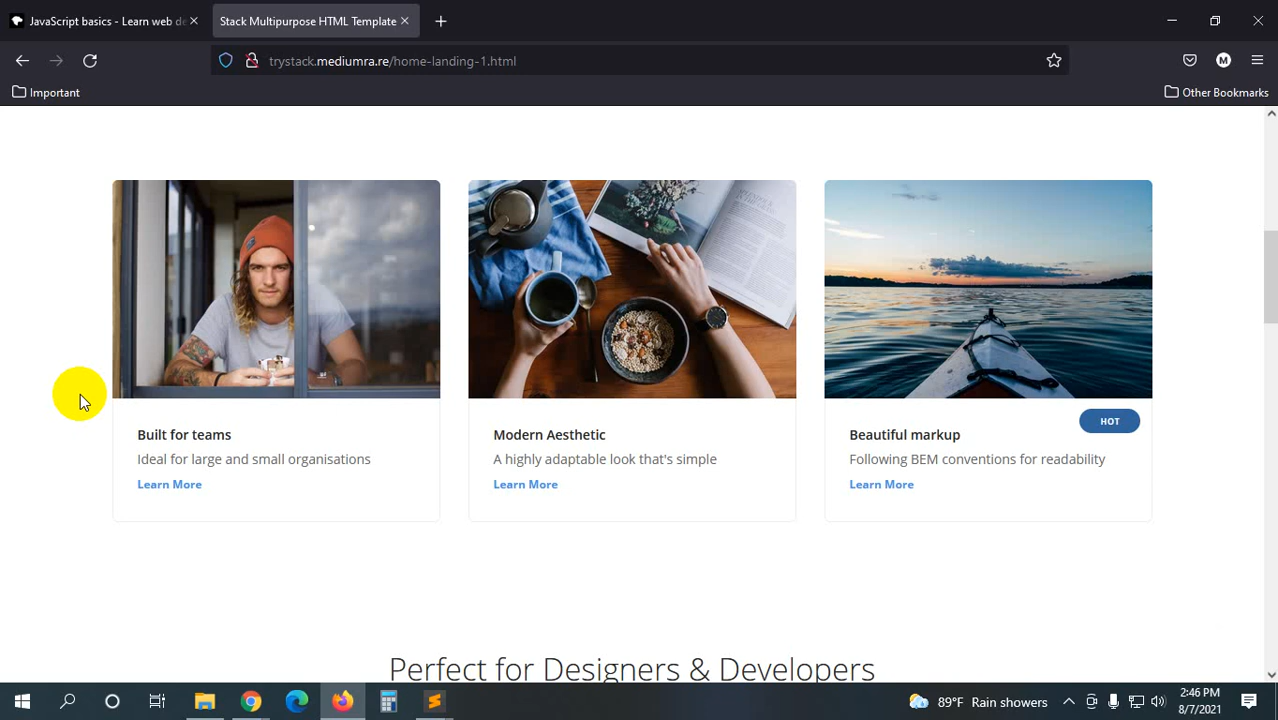 JavaScript basics - Learn web de
Stack Multipurpose HTML Template
trystack.mediumra.re/home-landing-1.html
M
Important
Other Bookmarks
HOT
Built for teams
Ideal for large and small organisations
Learn More
Modern Aesthetic
A highly adaptable look that's simple
Learn More
Beautiful markup
Following BEM conventions for readability
Learn More
Perfect for Designers & Developers
89°F Rain showers
2:46 PM
8/7/2021